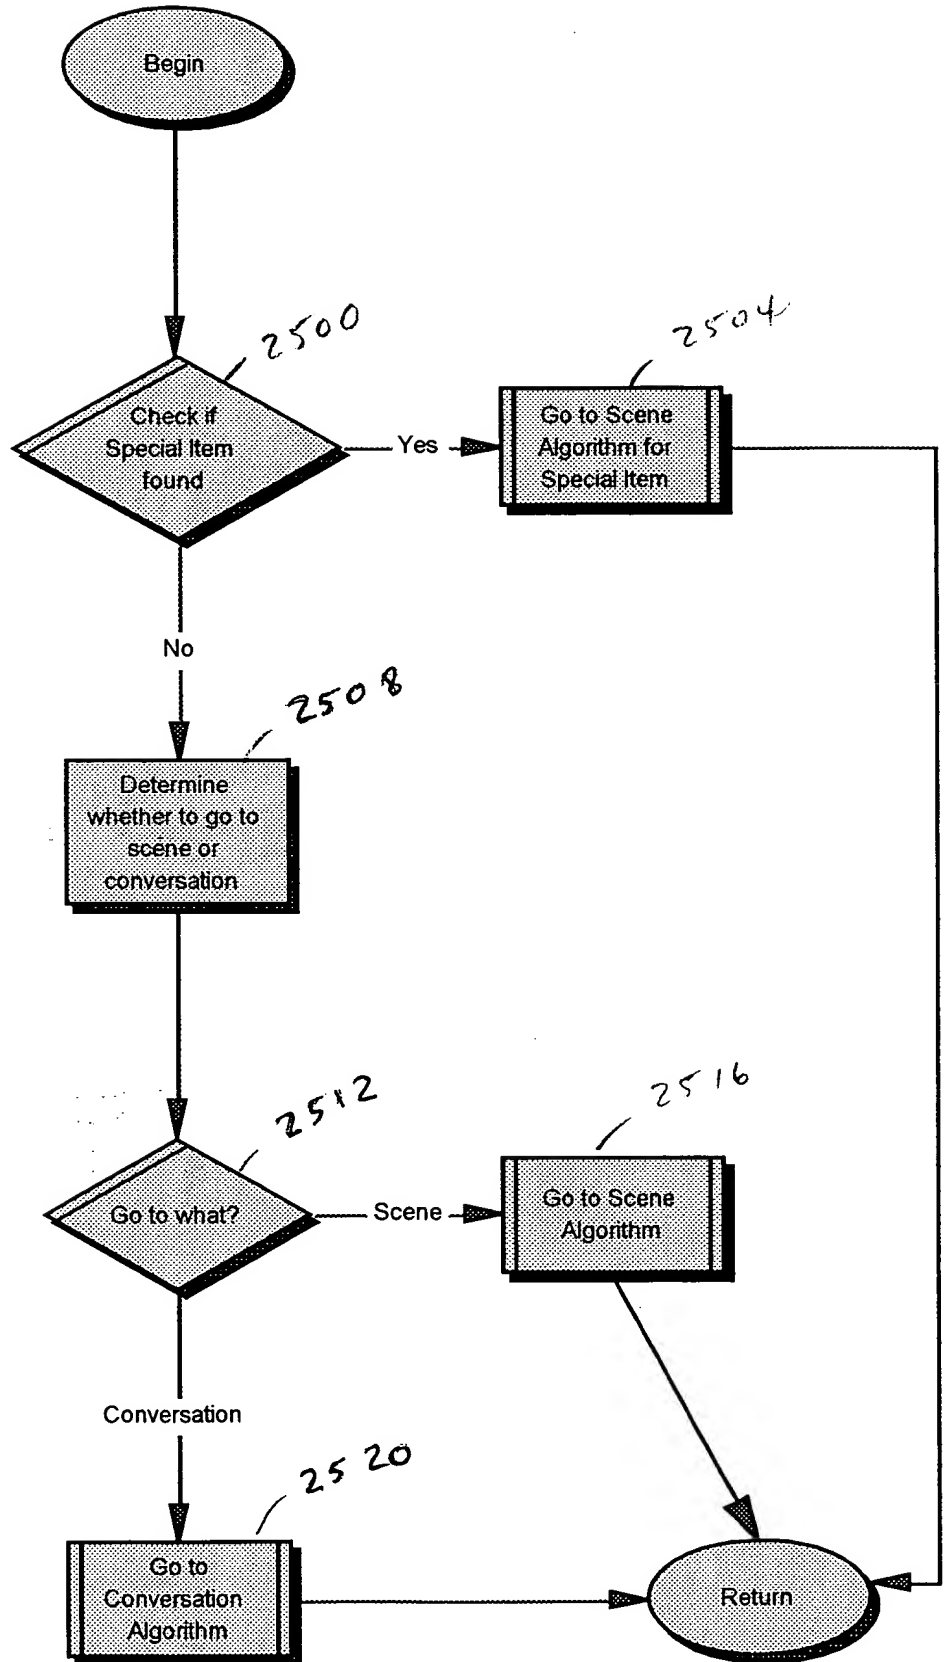 Begin
2500
Check if
Special Item
found
Yes
2504
Go to Scene
Algorithm for
Special Item
No
2508
Determine
whether to go to
scene or
conversation
2512
Go to what?
Scene
2516
Go to Scene
Algorithm
Conversation
2520
Go to
Conversation
Algorithm
Return